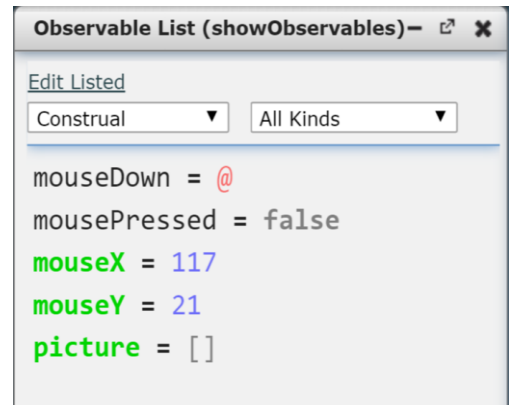 Observable List (showObservables)
Edit Listed
Construal All Kinds
mouseDown = @
mousePressed = false
mouseX = 117
mouseY = 21
picture = []